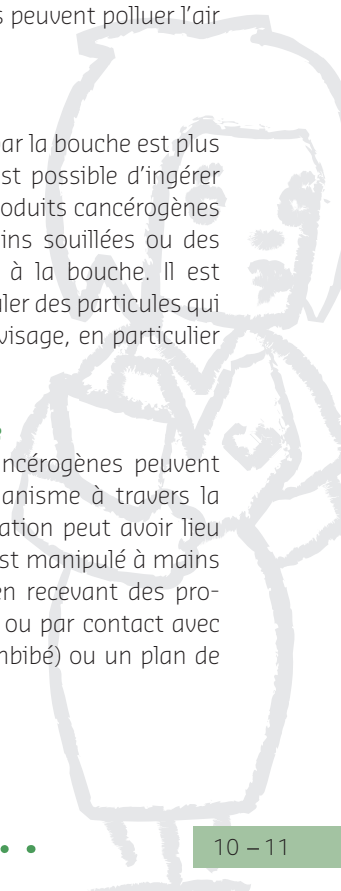 s peuvent polluer l’air
ar la bouche est plus
st possible d’ingérer
roduits cancérogènes
ins souillées ou des
à la bouche. Il est
ler des particules qui
visage, en particulier
ncérogènes peuvent
anisme à travers la
ation peut avoir lieu
est manipulé à mains
en recevant des pro-
ou par contact avec
nbibé) ou un plan de
10 – 11